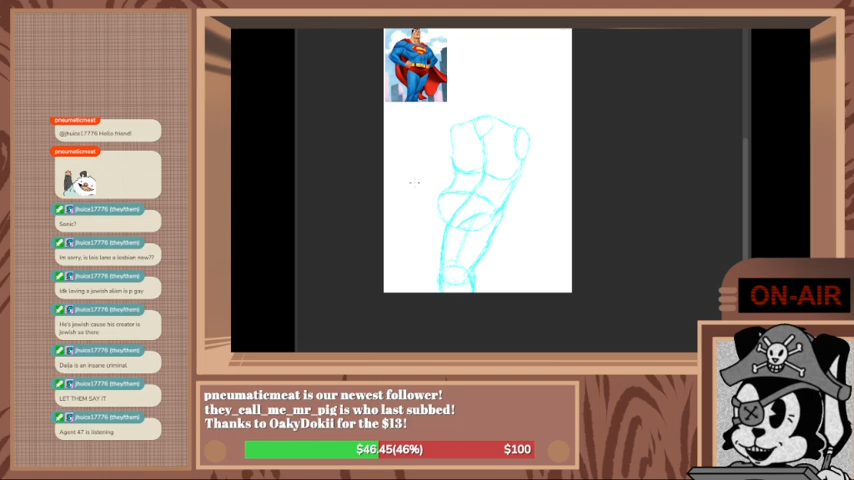 pneumaticmeat
@jhuice17776 Hello friend!
pneumaticmeat
jhuice17776 (they/them)
Sonic?
jhuice17776 (they/them)
Im sorry, is lois lane a lesbian now??
jhuice17776 (they/them)
Idk loving a jewish alien is p gay
jhuice17776 (they/them)
He's jewish cause his creator is
jewish so there
jhuice17776 (they/them)
Daija is an insane criminal
jhuice17776 (they/them)
LET THEM SAY IT
jhuice17776 (they/them)
Agent 47 is listening
ON-AIR
pneumaticmeat is our newest follower!
they_call_me_mr_pig is who last subbed!
Thanks to OakyDokii for the $13!
$46.45(46%) $100